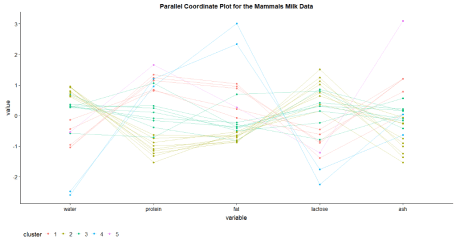 Parallel Coordinate Plot for the Mammals Milk Data
3
2
1
0
-1
-2
value
water protein fat lactose ash
variable
cluster 1 2 3 4 5